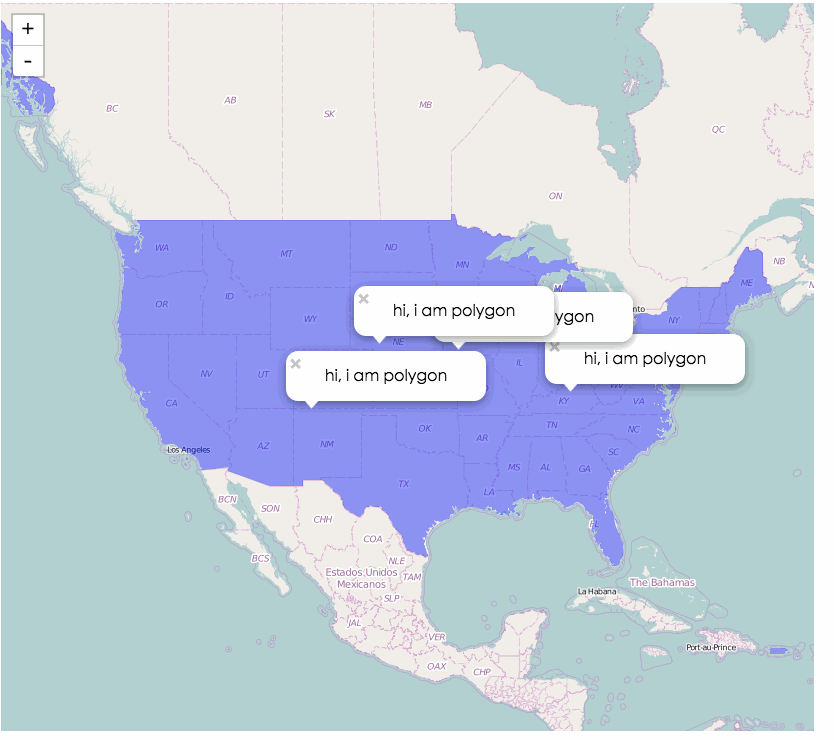 +
-
BC
AB
SK
MB
QC
ON
NB
WA
MT
ND
MN
ME
OR
ID
WY
NY
hi, i am polygon
ygon
NE
hi, i am polygon
hi, i am polygon
NV
UT
IL
KY
WV
VA
CA
Los Angeles
AZ
NM
OK
AR
TN
NC
SC
MS
AL
GA
TX
LA
FL
BCN
SON
CHH
COA
BCS
NLE
TAM
Estados Unidos
Mexicanos
SLP
JAL
VER
OAX
CHP
The Bahamas
La Habana
Port-au-Prince